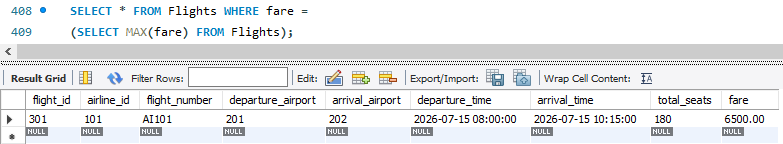 408 SELECT * FROM Flights WHERE fare =
409 (SELECT MAX(fare) FROM Flights);
Result Grid Filter Rows: Edit: Export/Import: Wrap Cell Content:
flight_id airline_id flight_number departure_airport arrival_airport departure_time arrival_time total_seats fare
301 101 AI101 201 202 2026-07-15 08:00:00 2026-07-15 10:15:00 180 6500.00
NULL NULL NULL NULL NULL NULL NULL NULL NULL